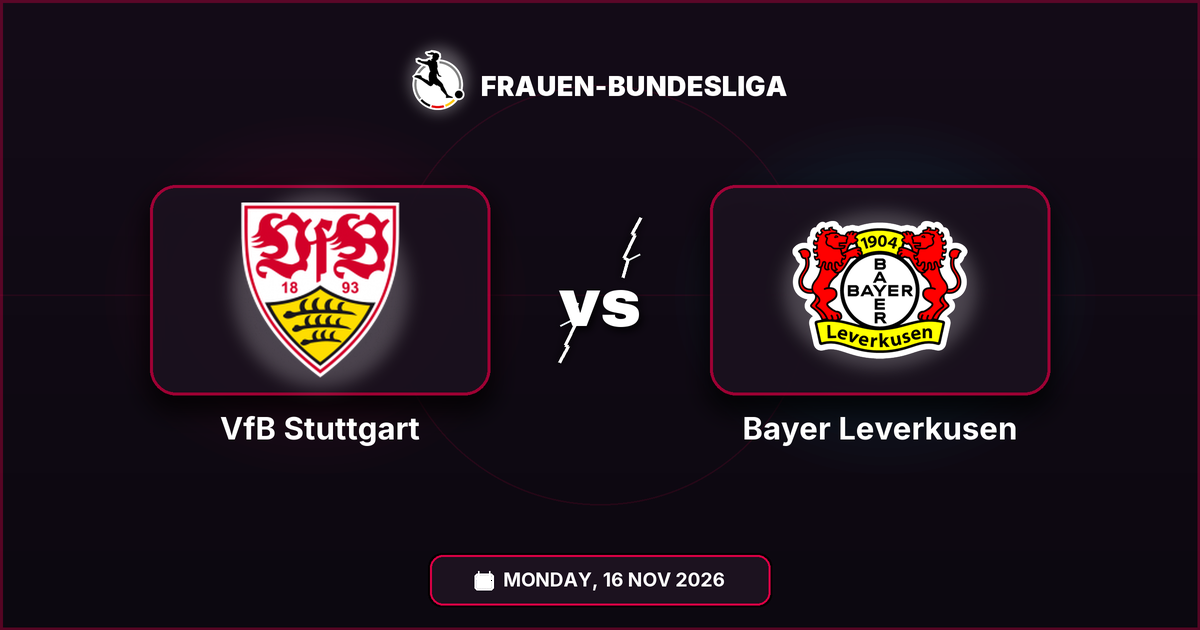 FRAUEN-BUNDESLIGA
VfB
18 93
1904
BAYER
BAYER
Leverkusen
vs
VfB Stuttgart
Bayer Leverkusen
MONDAY, 16 NOV 2026